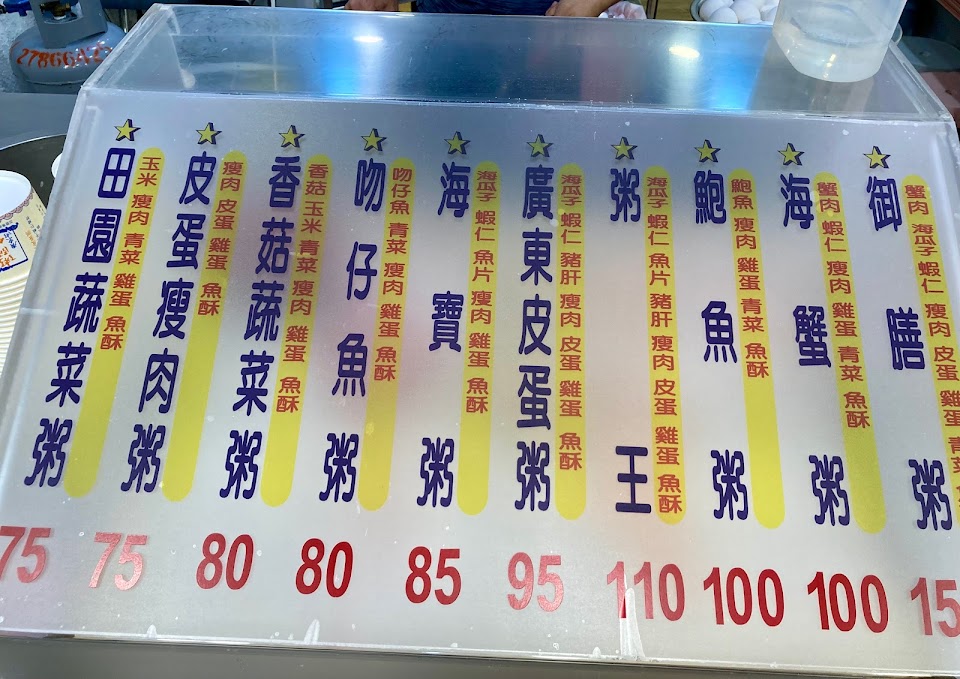 田園蔬菜粥
玉米 瘦肉 青菜 雞蛋 魚酥
75
皮蛋瘦肉粥
瘦肉 皮蛋 雞蛋 魚酥
75
香菇蔬菜粥
香菇 玉米 青菜 瘦肉 雞蛋 魚酥
80
吻仔魚粥
吻仔魚 青菜 瘦肉 雞蛋 魚酥
80
海寶粥
海瓜子 蝦仁 魚片 瘦肉 雞蛋 魚酥
85
廣東皮蛋粥
海瓜子 蝦仁 豬肝 瘦肉 皮蛋 雞蛋 魚酥
95
粥王
海瓜子 蝦仁 魚片 豬肝 瘦肉 皮蛋 雞蛋 魚酥
110
鮑魚粥
鮑魚 瘦肉 雞蛋 青菜 魚酥
100
海蟹粥
蟹肉 蝦仁 瘦肉 雞蛋 青菜 魚酥
100
御膳粥
蟹肉 海瓜子 蝦仁 瘦肉 皮蛋 雞蛋 青菜
15